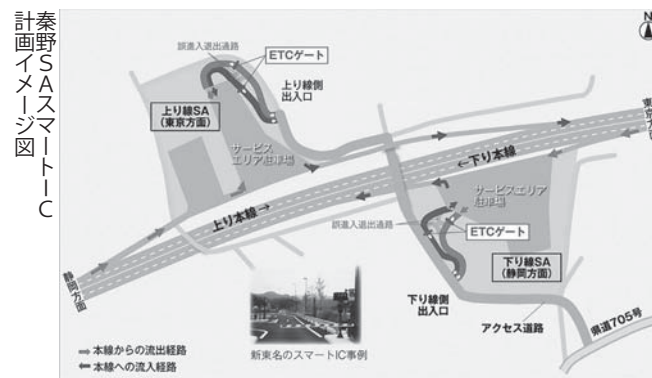 秦野SAスマートIC
計画イメージ図
N
誤進入退出通路
ETCゲート
上り線側
出入口
上り線SA
(東京方面)
サービス
エリア駐車場
東京方面
←下り本線
上り本線→
サービスエリア
駐車場
誤進入退出通路
ETCゲート
下り線SA
(静岡方面)
静岡方面
下り線側
出入口
アクセス道路
県道705号
新東名のスマートIC事例
本線からの流出経路
本線への流入経路